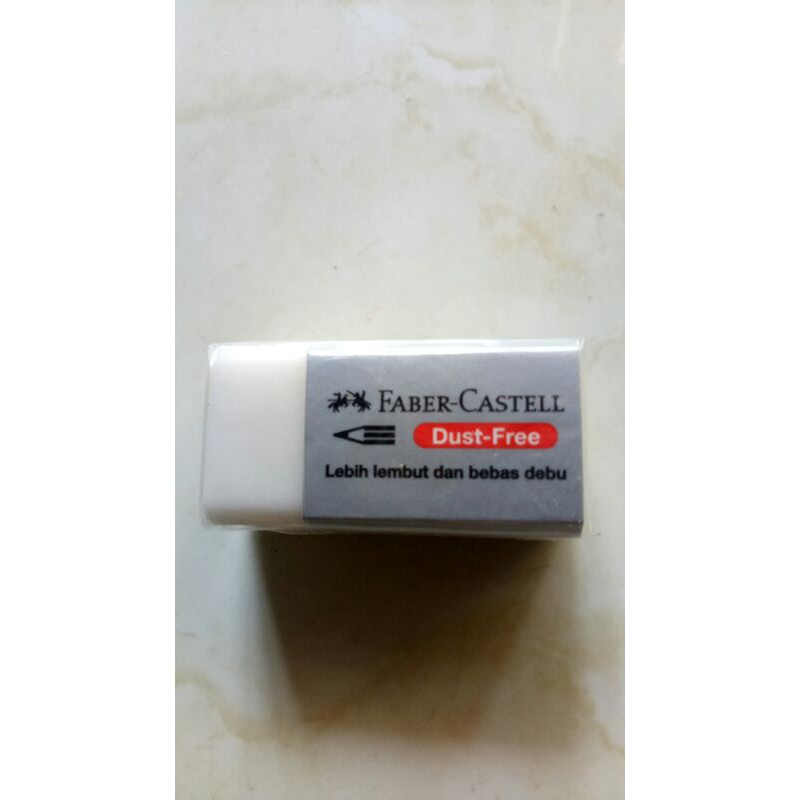 FABER-CASTELL
Dust-Free
Lebih lembut dan bebas debu